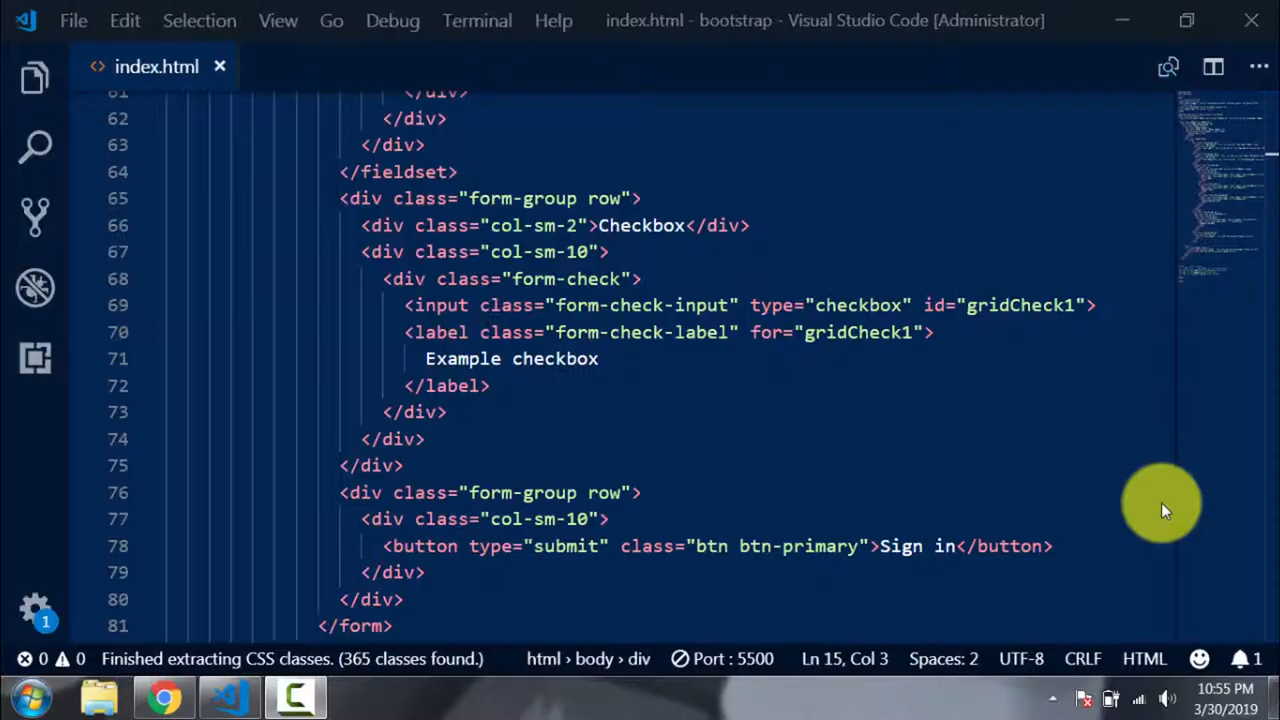 File Edit Selection View Go Debug Terminal Help index.html - bootstrap - Visual Studio Code [Administrator]
<> index.html ×
61 </div>
62 </div>
63 </div>
64 </fieldset>
65 <div class="form-group row">
66 <div class="col-sm-2">Checkbox</div>
67 <div class="col-sm-10">
68 <div class="form-check">
69 <input class="form-check-input" type="checkbox" id="gridCheck1">
70 <label class="form-check-label" for="gridCheck1">
71 Example checkbox
72 </label>
73 </div>
74 </div>
75 </div>
76 <div class="form-group row">
77 <div class="col-sm-10">
78 <button type="submit" class="btn btn-primary">Sign in</button>
79 </div>
80 </div>
81 </form>
1
0 0 Finished extracting CSS classes. (365 classes found.) html › body › div Port : 5500 Ln 15, Col 3 Spaces: 2 UTF-8 CRLF HTML 1
10:55 PM
3/30/2019